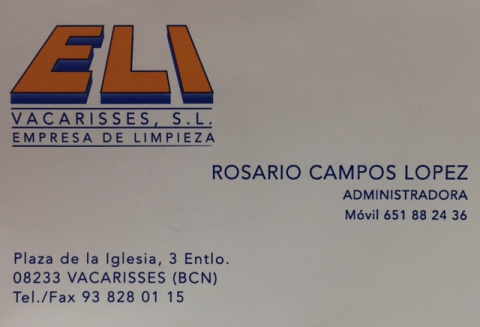 ELI
VACARISSES, S.L.
EMPRESA DE LIMPIEZA
ROSARIO CAMPOS LOPEZ
ADMINISTRADORA
Móvil 651 88 24 36
Plaza de la Iglesia, 3 Entlo.
08233 VACARISSES (BCN)
Tel./Fax 93 828 01 15